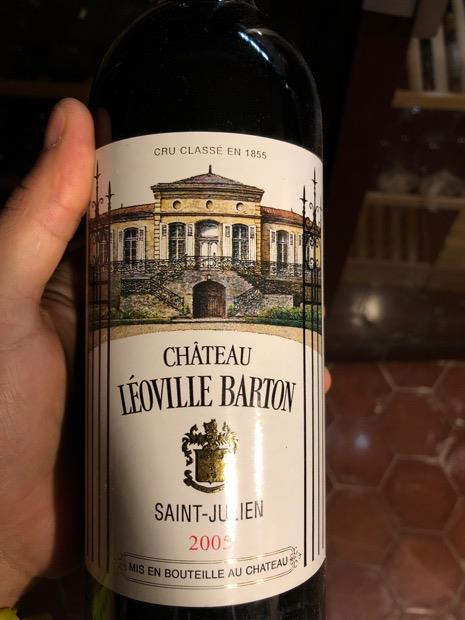 CRU CLASSÉ EN 1855
CHÂTEAU
LÉOVILLE BARTON
SAINT-JULIEN
2005
MIS EN BOUTEILLE AU CHATEAU